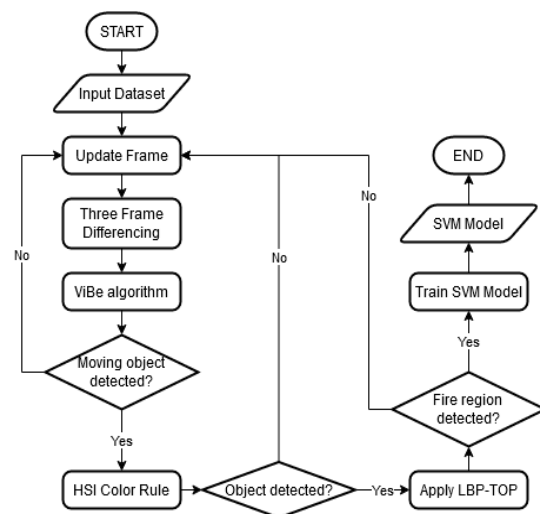 START
Input Dataset
Update Frame
Three Frame
Differencing
ViBe algorithm
No
Moving object
detected?
Yes
HSI Color Rule
Object detected?
No
Yes
Apply LBP-TOP
Fire region
detected?
No
Yes
Train SVM Model
SVM Model
END